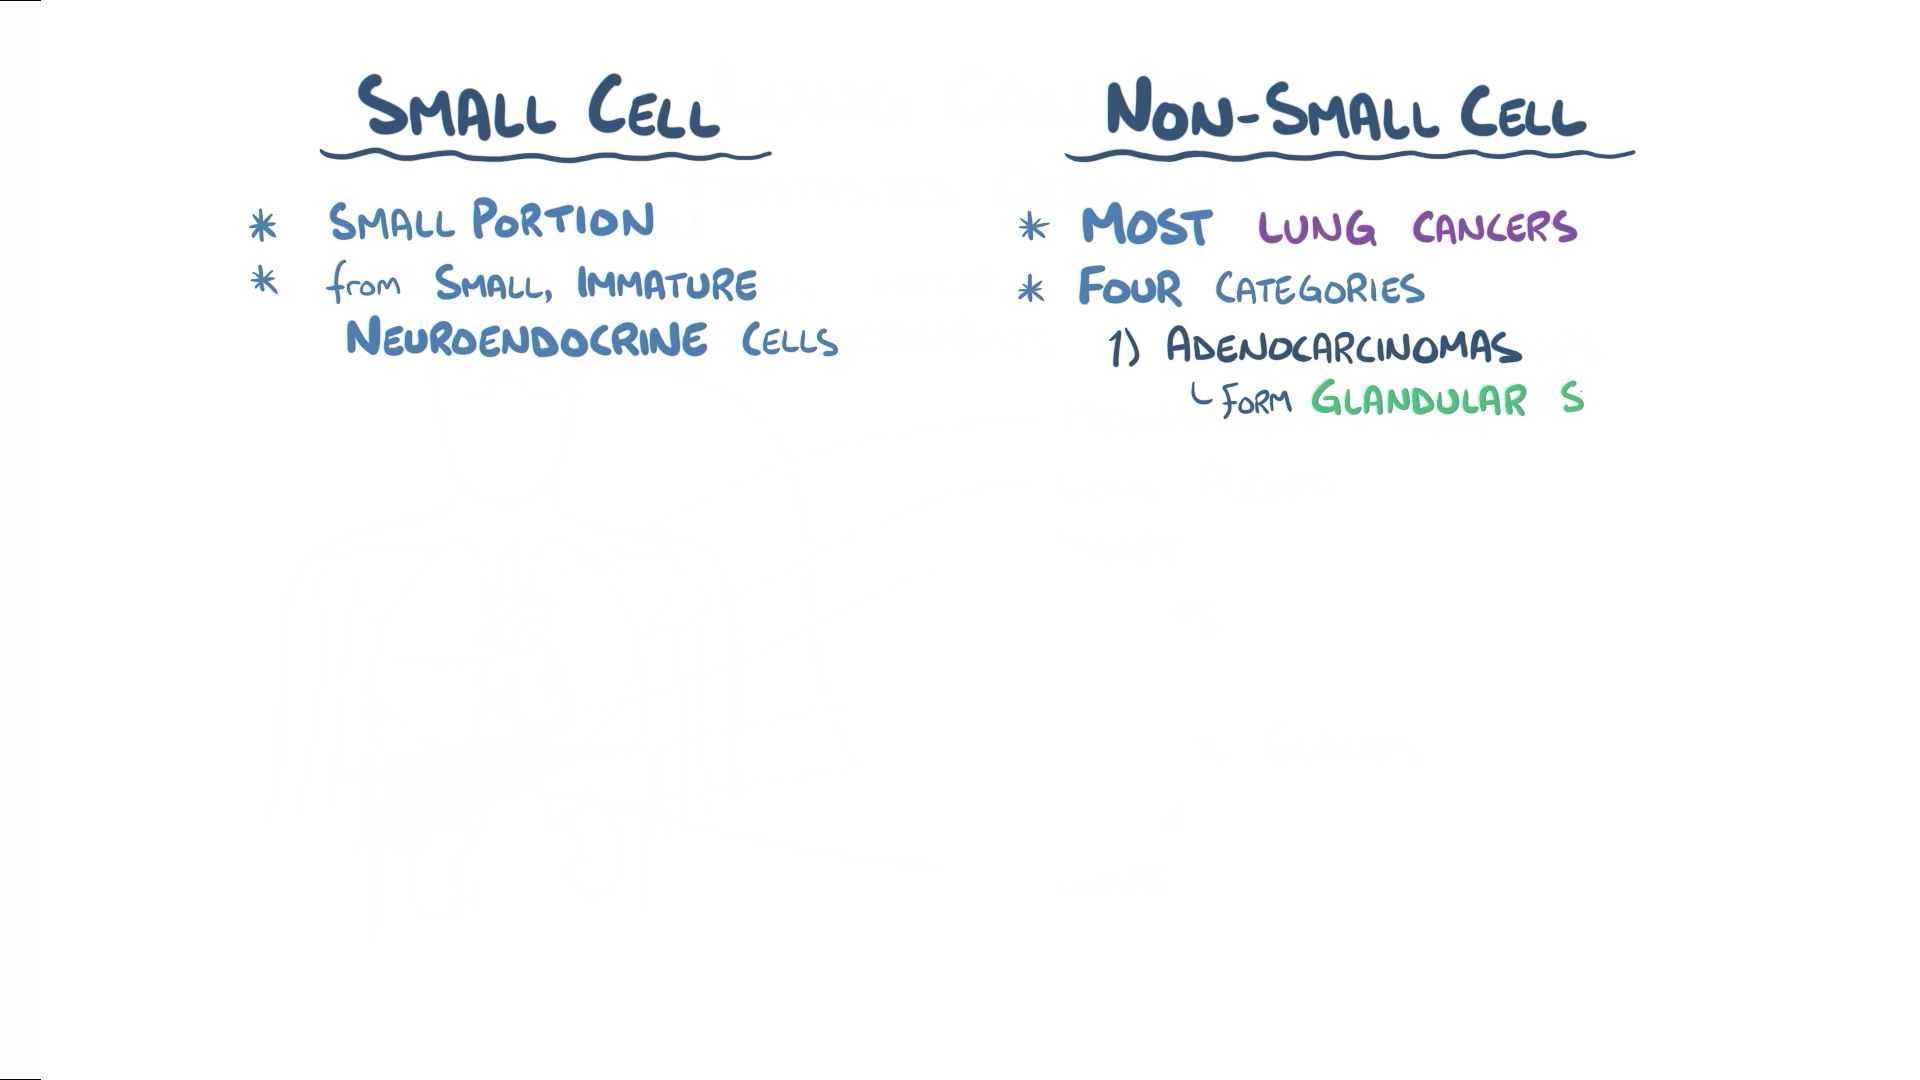 Small Cell
Non-Small Cell
* Small Portion
* from Small, Immature
Neuroendocrine Cells
* Most Lung Cancers
* Four Categories
1) Adenocarcinomas
Form Glandular S